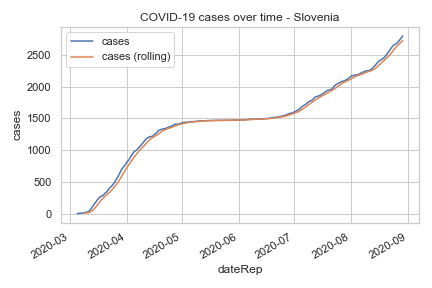 COVID-19 cases over time - Slovenia
cases
cases (rolling)
cases
2500
2000
1500
1000
500
0
2020-03
2020-04
2020-05
2020-06
2020-07
2020-08
2020-09
dateRep